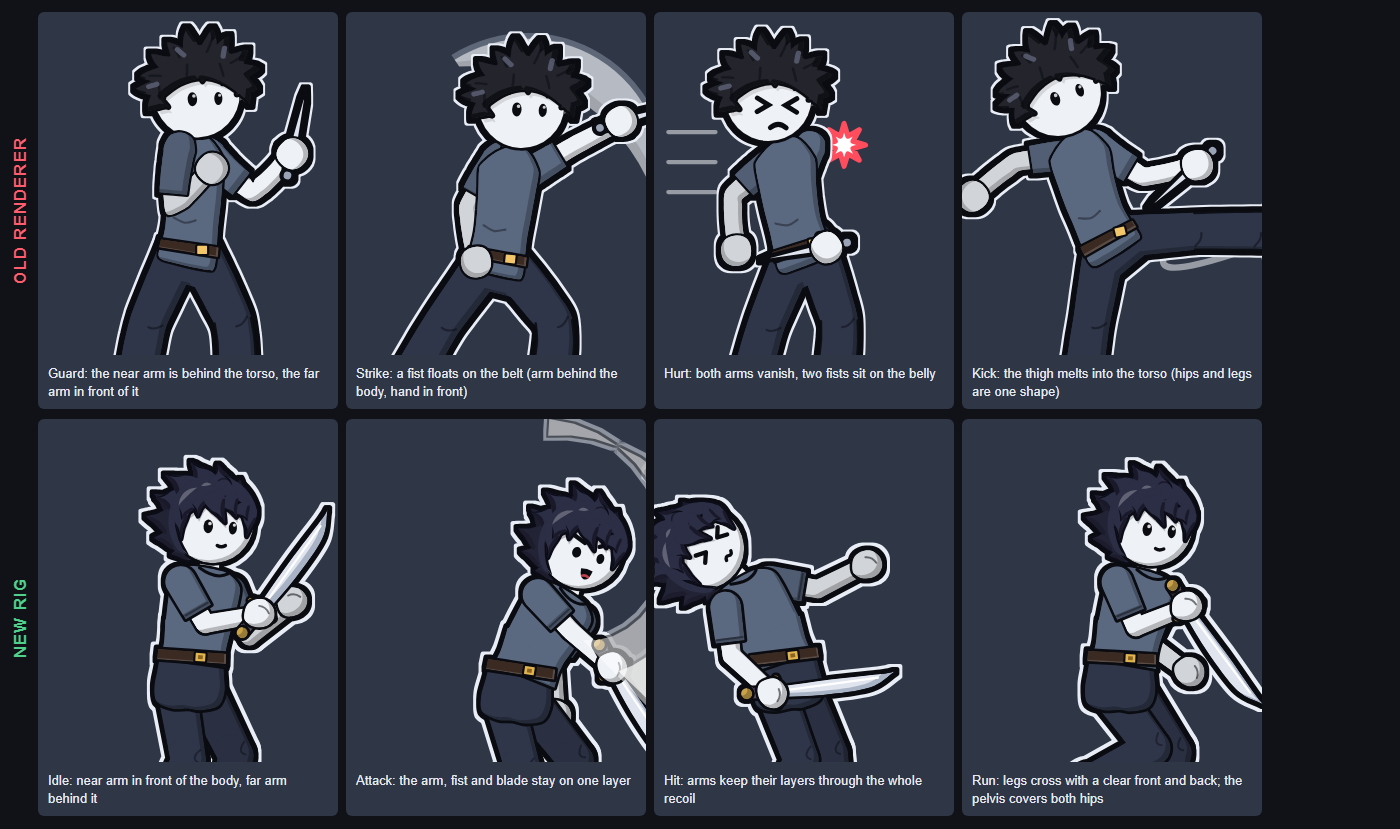 OLD RENDERER
Guard: the near arm is behind the torso, the far
arm in front of it
Strike: a fist floats on the belt (arm behind the
body, hand in front)
Hurt: both arms vanish, two fists sit on the belly
Kick: the thigh melts into the torso (hips and legs
are one shape)
NEW RIG
Idle: near arm in front of the body, far arm
behind it
Attack: the arm, fist and blade stay on one layer
Hit: arms keep their layers through the whole
recoil
Run: legs cross with a clear front and back; the
pelvis covers both hips